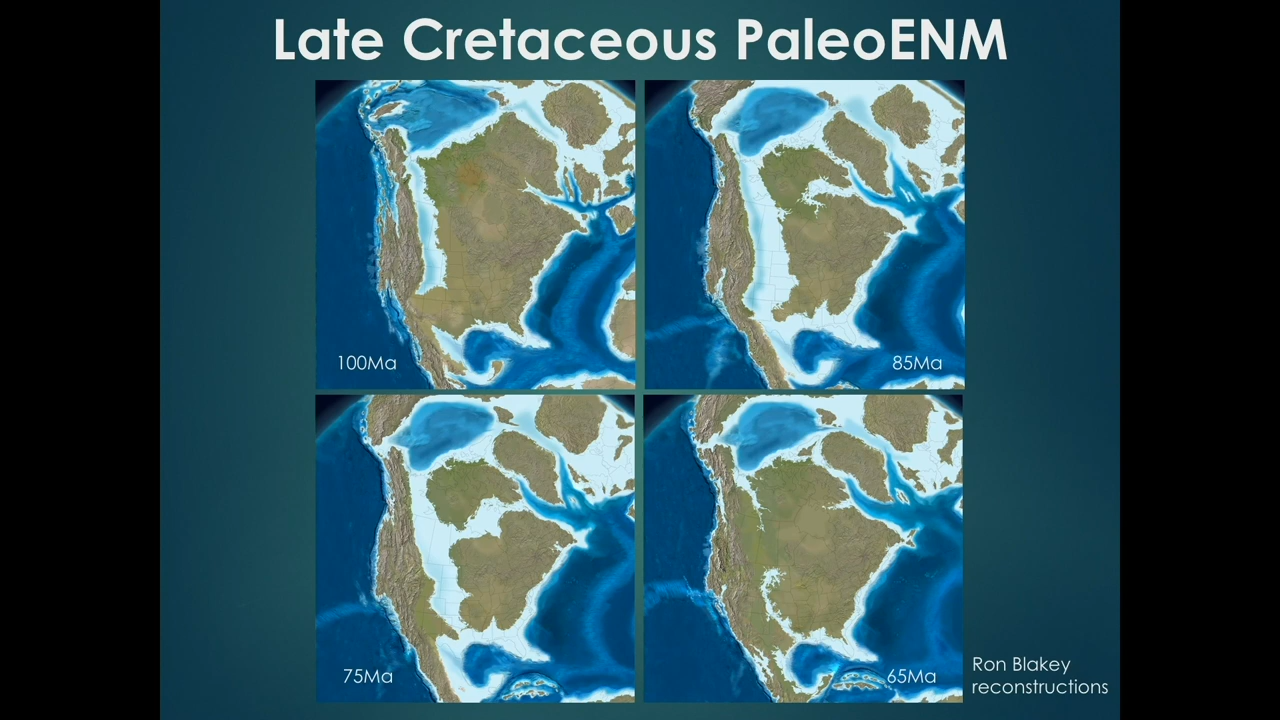 Late Cretaceous PaleoENM
100Ma
85Ma
75Ma
65Ma
Ron Blakey
reconstructions